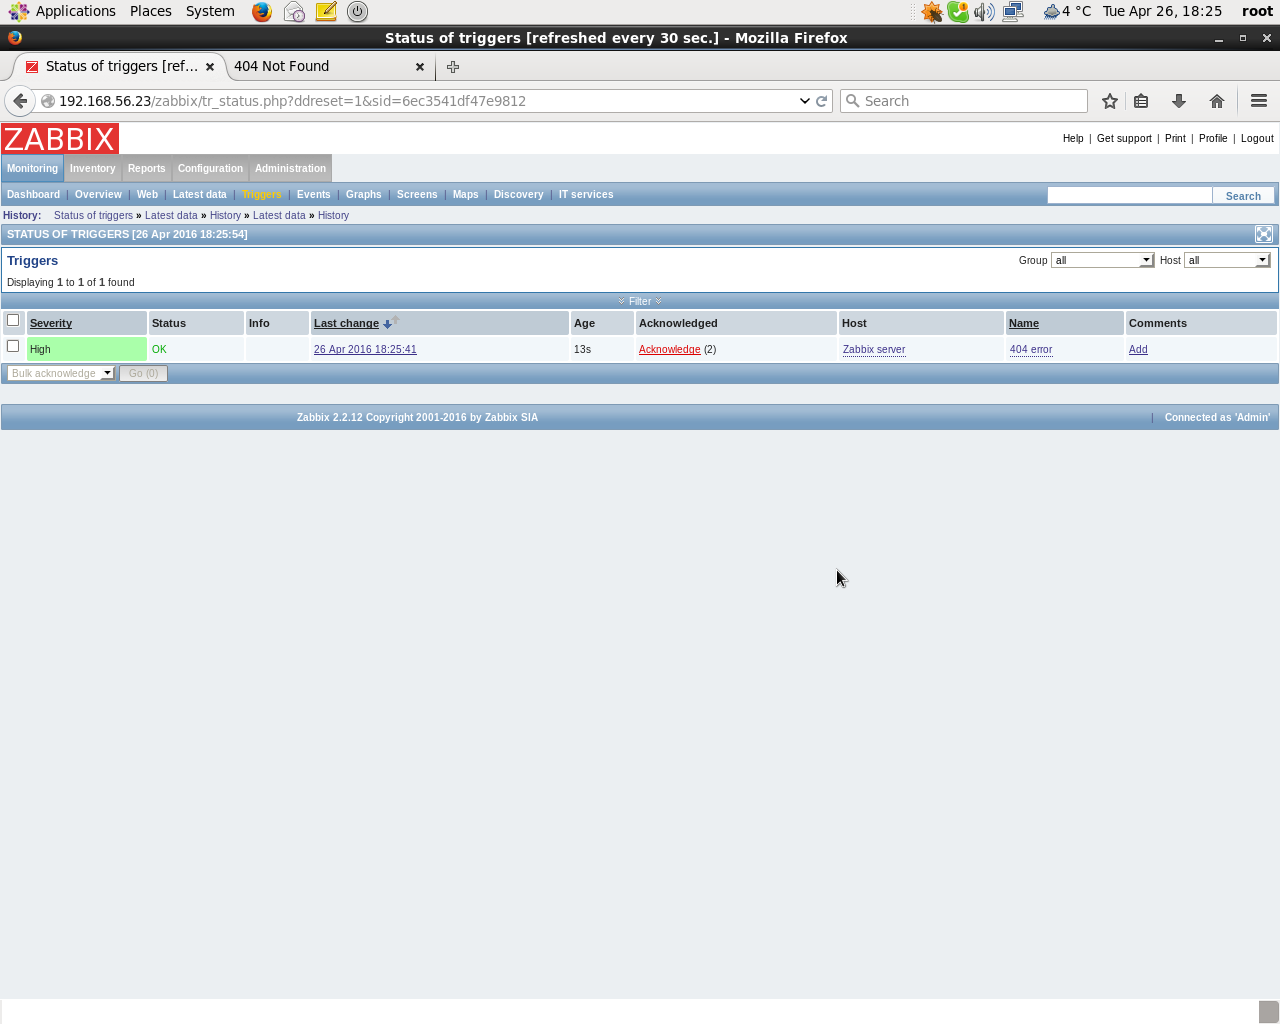 Applications Places System 4 °C Tue Apr 26, 18:25 root
Status of triggers [refreshed every 30 sec.] - Mozilla Firefox
Status of triggers [ref... 404 Not Found
192.168.56.23/zabbix/tr_status.php?ddreset=1&sid=6ec3541df47e9812 Search
ZABBIX Help | Get support | Print | Profile | Logout
Monitoring Inventory Reports Configuration Administration
Dashboard | Overview | Web | Latest data | Triggers | Events | Graphs | Screens | Maps | Discovery | IT services Search
History: Status of triggers » Latest data » History » Latest data » History
STATUS OF TRIGGERS [26 Apr 2016 18:25:54]
Triggers Group all Host all
Displaying 1 to 1 of 1 found
Filter
Severity Status Info Last change Age Acknowledged Host Name Comments
High OK 26 Apr 2016 18:25:41 13s Acknowledge (2) Zabbix server 404 error Add
Bulk acknowledge Go (0)
Zabbix 2.2.12 Copyright 2001-2016 by Zabbix SIA | Connected as 'Admin'